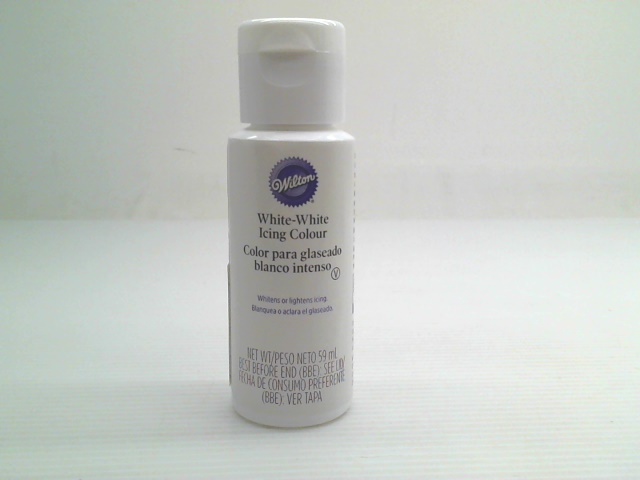 Wilton
White-White
Icing Colour
Color para glaseado
blanco intenso
V
Whitens or lightens icing.
Blanquea o aclara el glaseado.
NET WT/PESO NETO 59 mL
BEST BEFORE END (BBE): SEE LID/
FECHA DE CONSUMO PREFERENTE
(BBE): VER TAPA